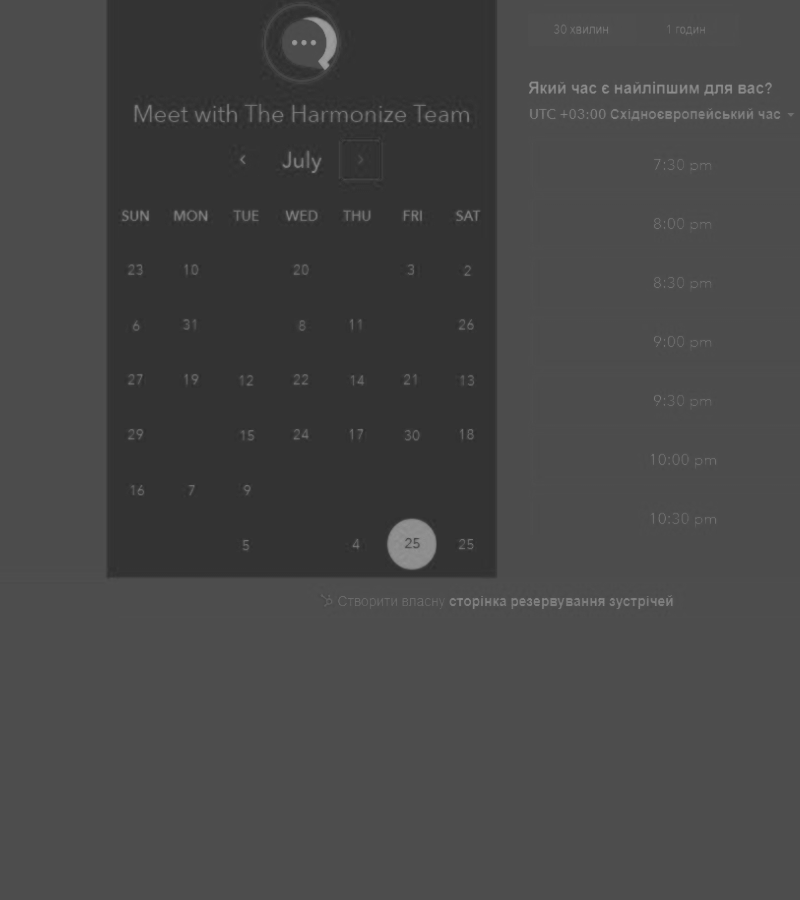 Meet with The Harmonize Team
July
SUN MON TUE WED THU FRI SAT
23 10 20 3 2
6 31 8 11 26
27 19 12 22 14 21 13
29 15 24 17 30 18
16 7 9
5 4 25 25
30 хвилин 1 годин
Який час є найліпшим для вас?
UTC +03:00 Східноєвропейський час
7:30 pm
8:00 pm
8:30 pm
9:00 pm
9:30 pm
10:00 pm
10:30 pm
Створити власну сторінка резервування зустрічей